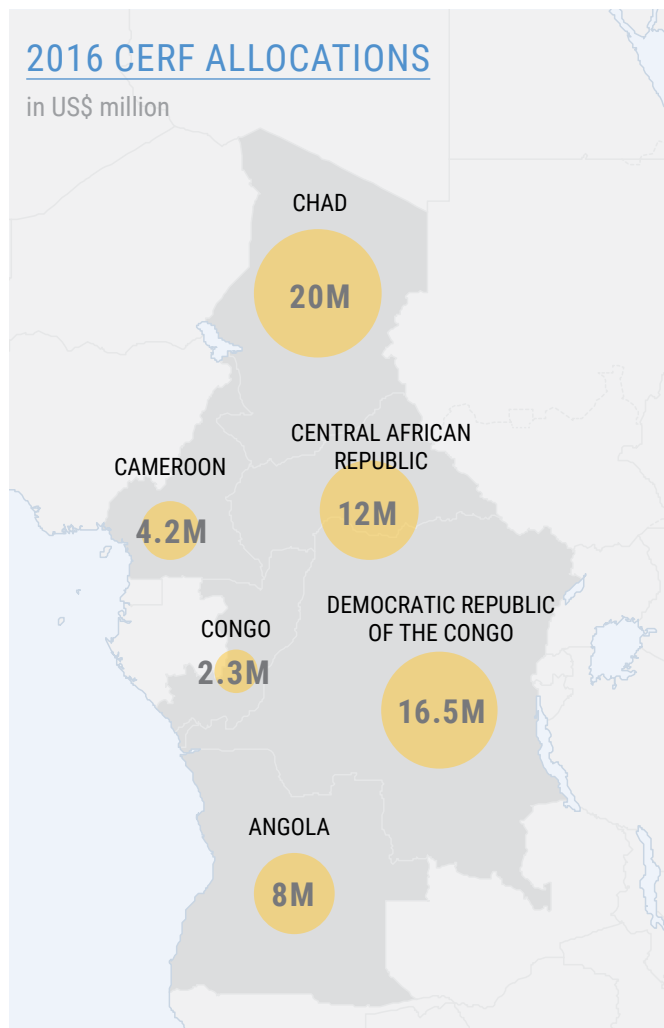 2016 CERF ALLOCATIONS
in US$ million
CHAD
20M
CENTRAL AFRICAN
REPUBLIC
12M
CAMEROON
4.2M
DEMOCRATIC REPUBLIC
OF THE CONGO
16.5M
CONGO
2.3M
ANGOLA
8M